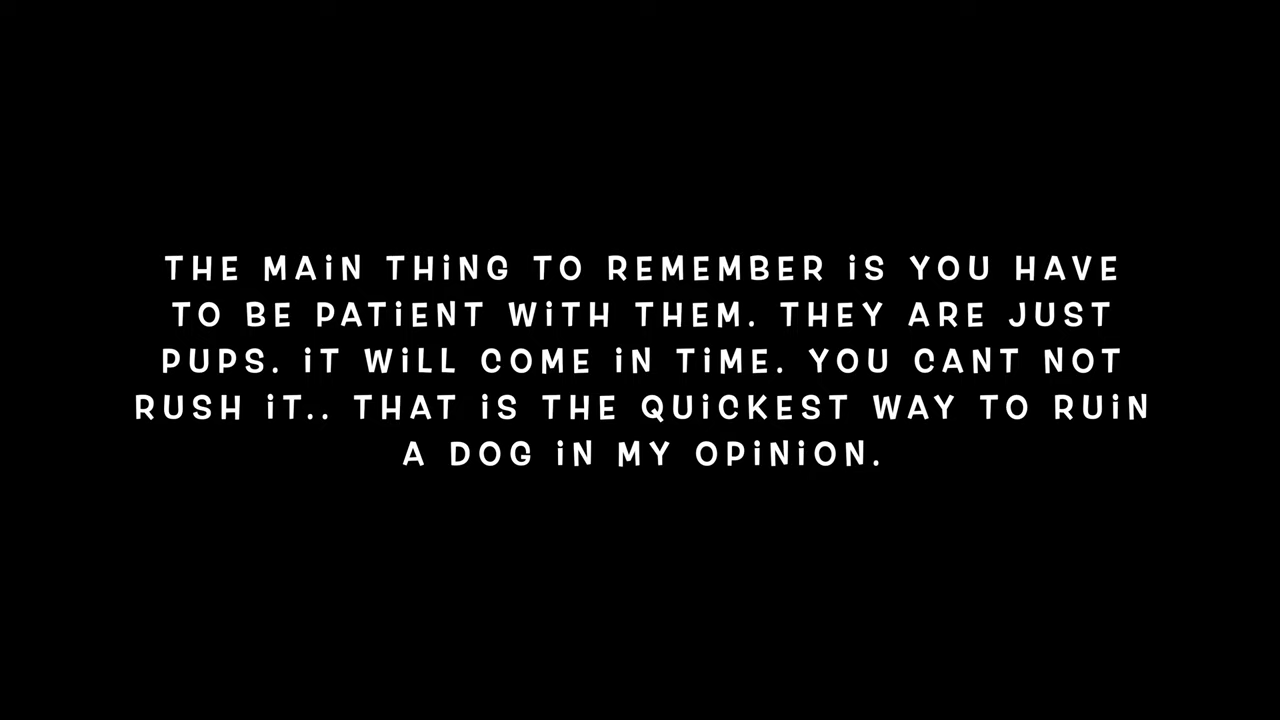 THE MAiN THiNG TO REMEMBER iS YOU HAVE
TO BE PATiENT WiTH THEM. THEY ARE JUST
PUPS. iT WiLL COME iN TiME. YOU CANT NOT
RUSH iT.. THAT iS THE QUiCKEST WAY TO RUiN
A DOG iN MY OPiNiON.